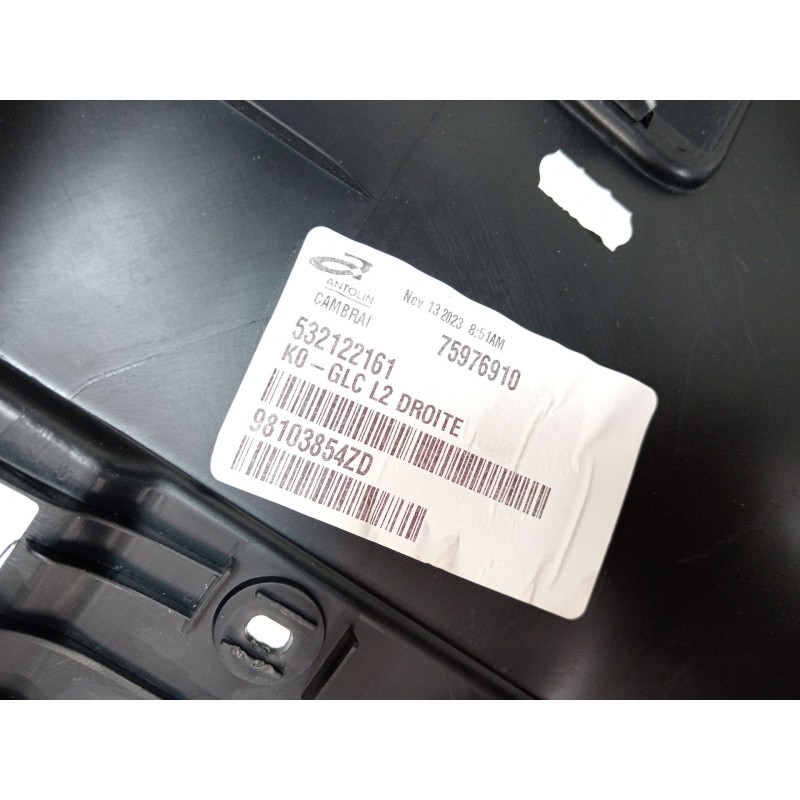 ANTOLIN
CAMBRAI
Nov 13 2023 8:51AM
532122161 75976910
K0-GLC L2 DROITE
98103854ZD